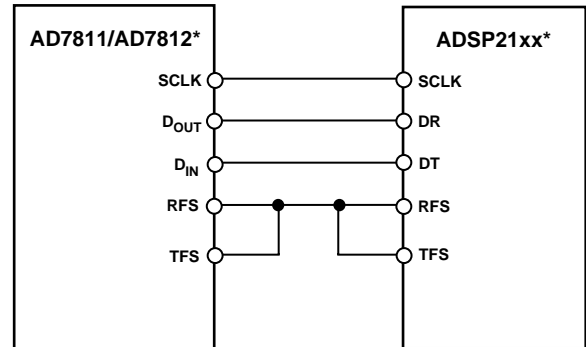 AD7811/AD7812* ADSP21xx*
SCLK SCLK
DOUT DR
DIN DT
RFS RFS
TFS TFS